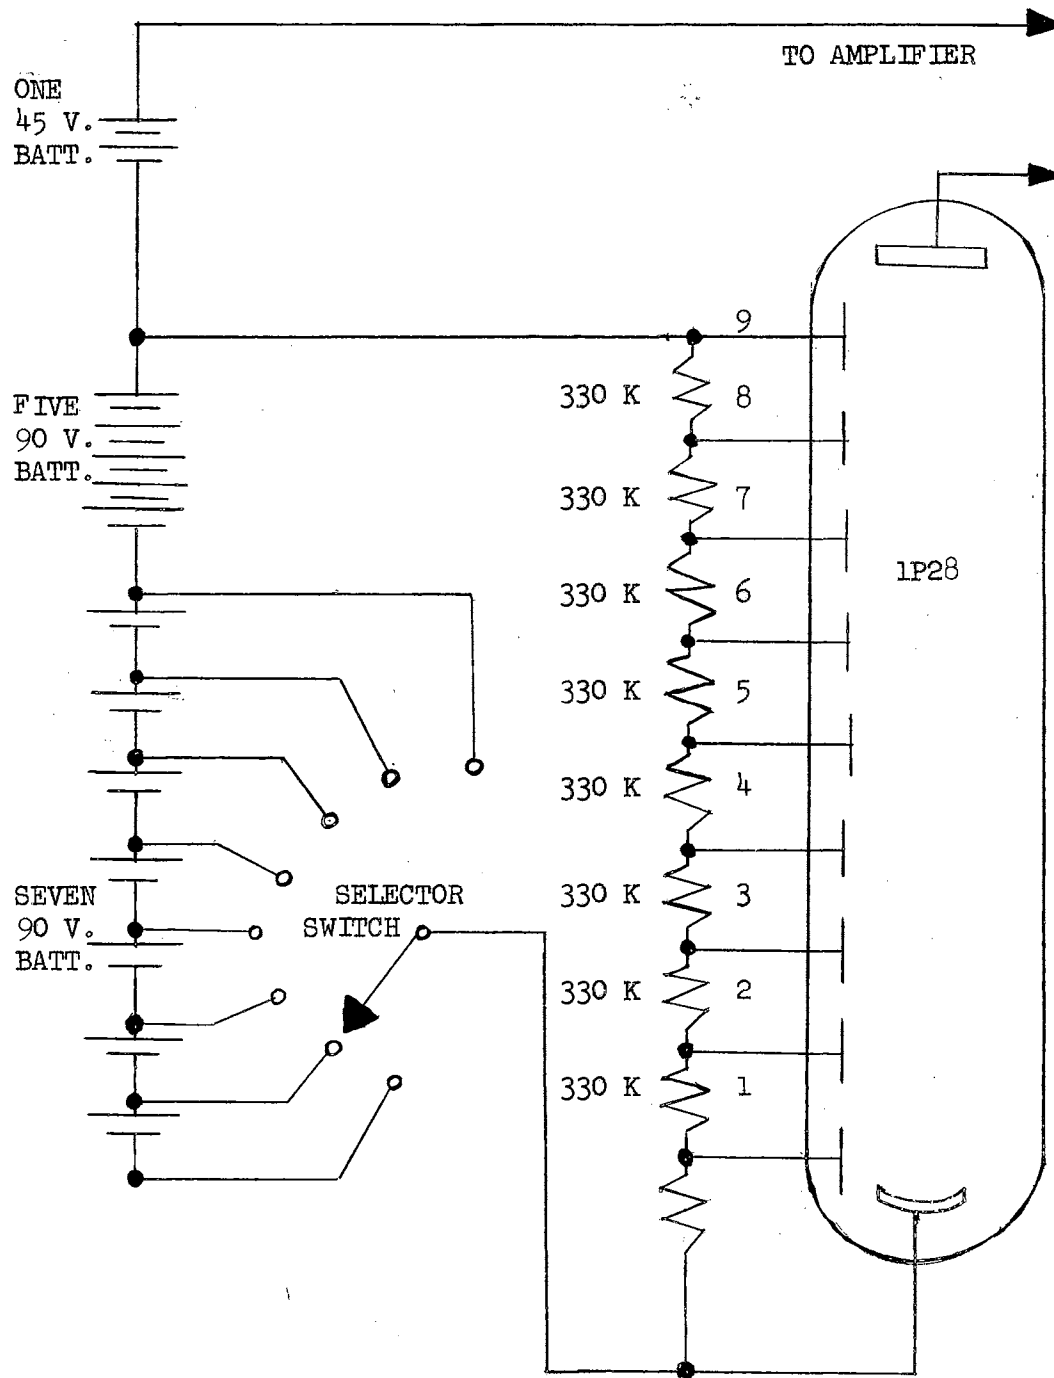 TO AMPLIFIER
ONE
45 V.
BATT.
9
330 K 8
FIVE
90 V.
BATT.
330 K 7
1P28
330 K 6
330 K 5
330 K 4
330 K 3
SEVEN
90 V.
BATT.
SELECTOR
SWITCH
330 K 2
330 K 1